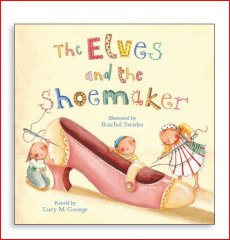 The Elves
and the
Shoemaker
Illustrated by
Rachel Swirles
Retold by
Lucy M George